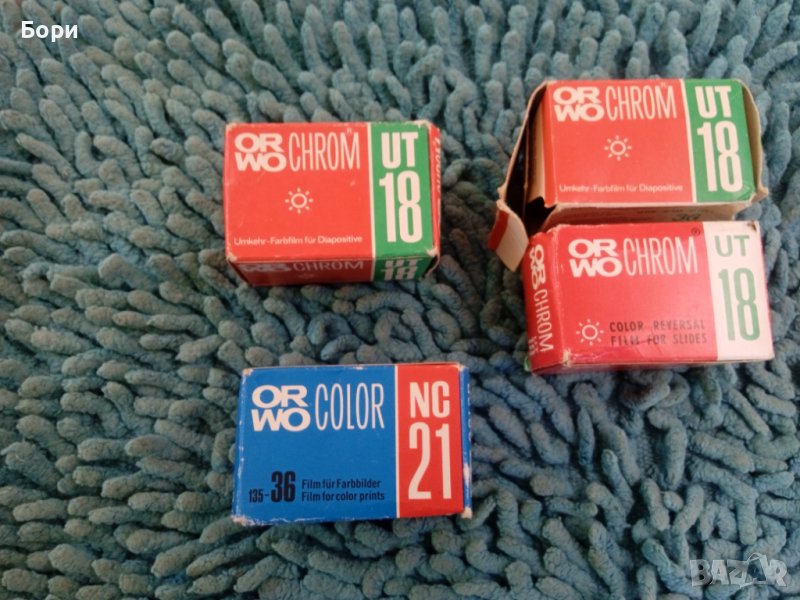 Бори
OR
WO CHROM®
UT
18
Umkehr-Farbfilm für Diapositive
OR
WO CHROM
UT
18
Umkehr-Farbfilm für Diapositive
OR
WO CHROM®
UT
18
COLOR REVERSAL
FILM FOR SLIDES
CHROM
OR
WO COLOR
NC
21
135-36
Film für Farbbilder
Film for color prints
BAZAR